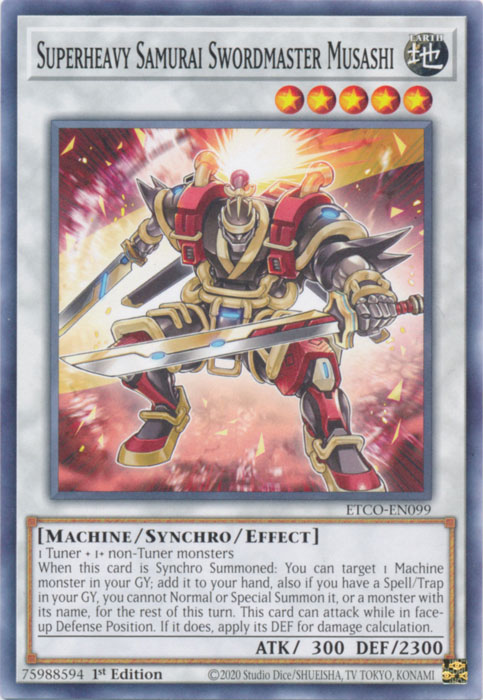 SUPERHEAVY SAMURAI SWORDMASTER MUSASHI
EARTH
地
ETCO-EN099
[MACHINE/SYNCHRO/EFFECT]
1 Tuner + 1+ non-Tuner monsters
When this card is Synchro Summoned: You can target 1 Machine
monster in your GY; add it to your hand, also if you have a Spell/Trap
in your GY, you cannot Normal or Special Summon it, or a monster with
its name, for the rest of this turn. This card can attack while in face-
up Defense Position. If it does, apply its DEF for damage calculation.
ATK/ 300 DEF/2300
75988594 1st Edition ©2020 Studio Dice/SHUEISHA, TV TOKYO, KONAMI